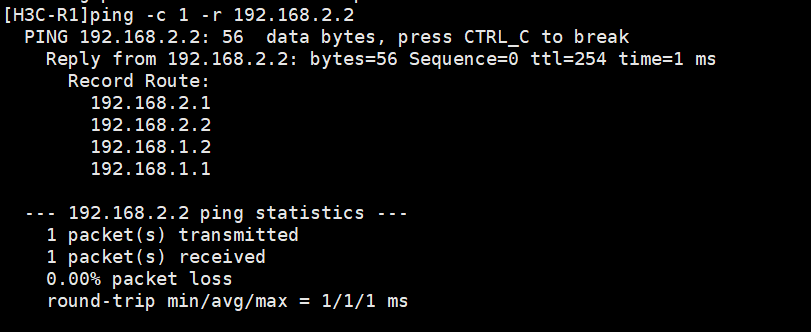 [H3C-R1]ping -c 1 -r 192.168.2.2
PING 192.168.2.2: 56  data bytes, press CTRL_C to break
Reply from 192.168.2.2: bytes=56 Sequence=0 ttl=254 time=1 ms
Record Route:
192.168.2.1
192.168.2.2
192.168.1.2
192.168.1.1
--- 192.168.2.2 ping statistics ---
1 packet(s) transmitted
1 packet(s) received
0.00% packet loss
round-trip min/avg/max = 1/1/1 ms